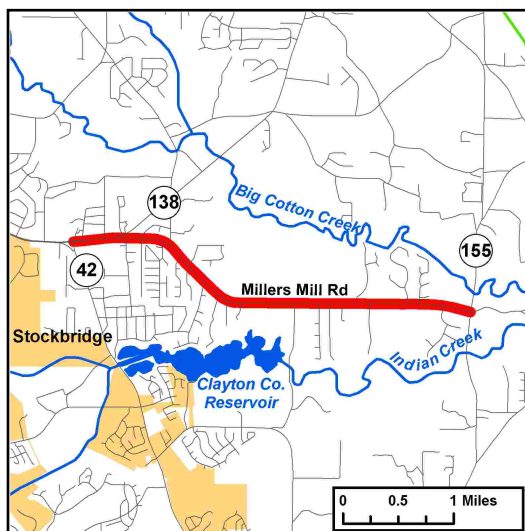 Big Cotton Creek
138
155
42
Millers Mill Rd
Stockbridge
Indian Creek
Clayton Co.
Reservoir
0 0.5 1 Miles